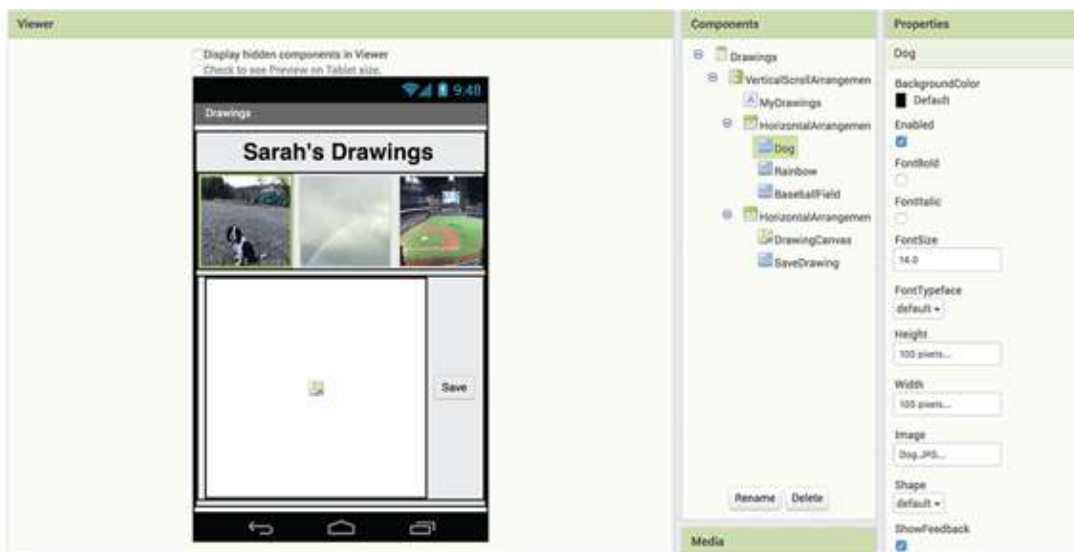 Viewer
Display hidden components in Viewer
Check to see Preview on Tablet size.
9:48
Drawings
Sarah's Drawings
Save
Components
Drawings
VerticalScrollArrangemen
MyDrawings
HorizontalArrangemen
Dog
Rainbow
BaseballField
HorizontalArrangemen
DrawingCanvas
SaveDrawing
Rename Delete
Media
Properties
Dog
BackgroundColor
Default
Enabled
FontBold
FontItalic
FontSize
14.0
FontTypeface
default
Height
100 pixels...
Width
105 pixels...
Image
Dog.JPG...
Shape
default
ShowFeedback